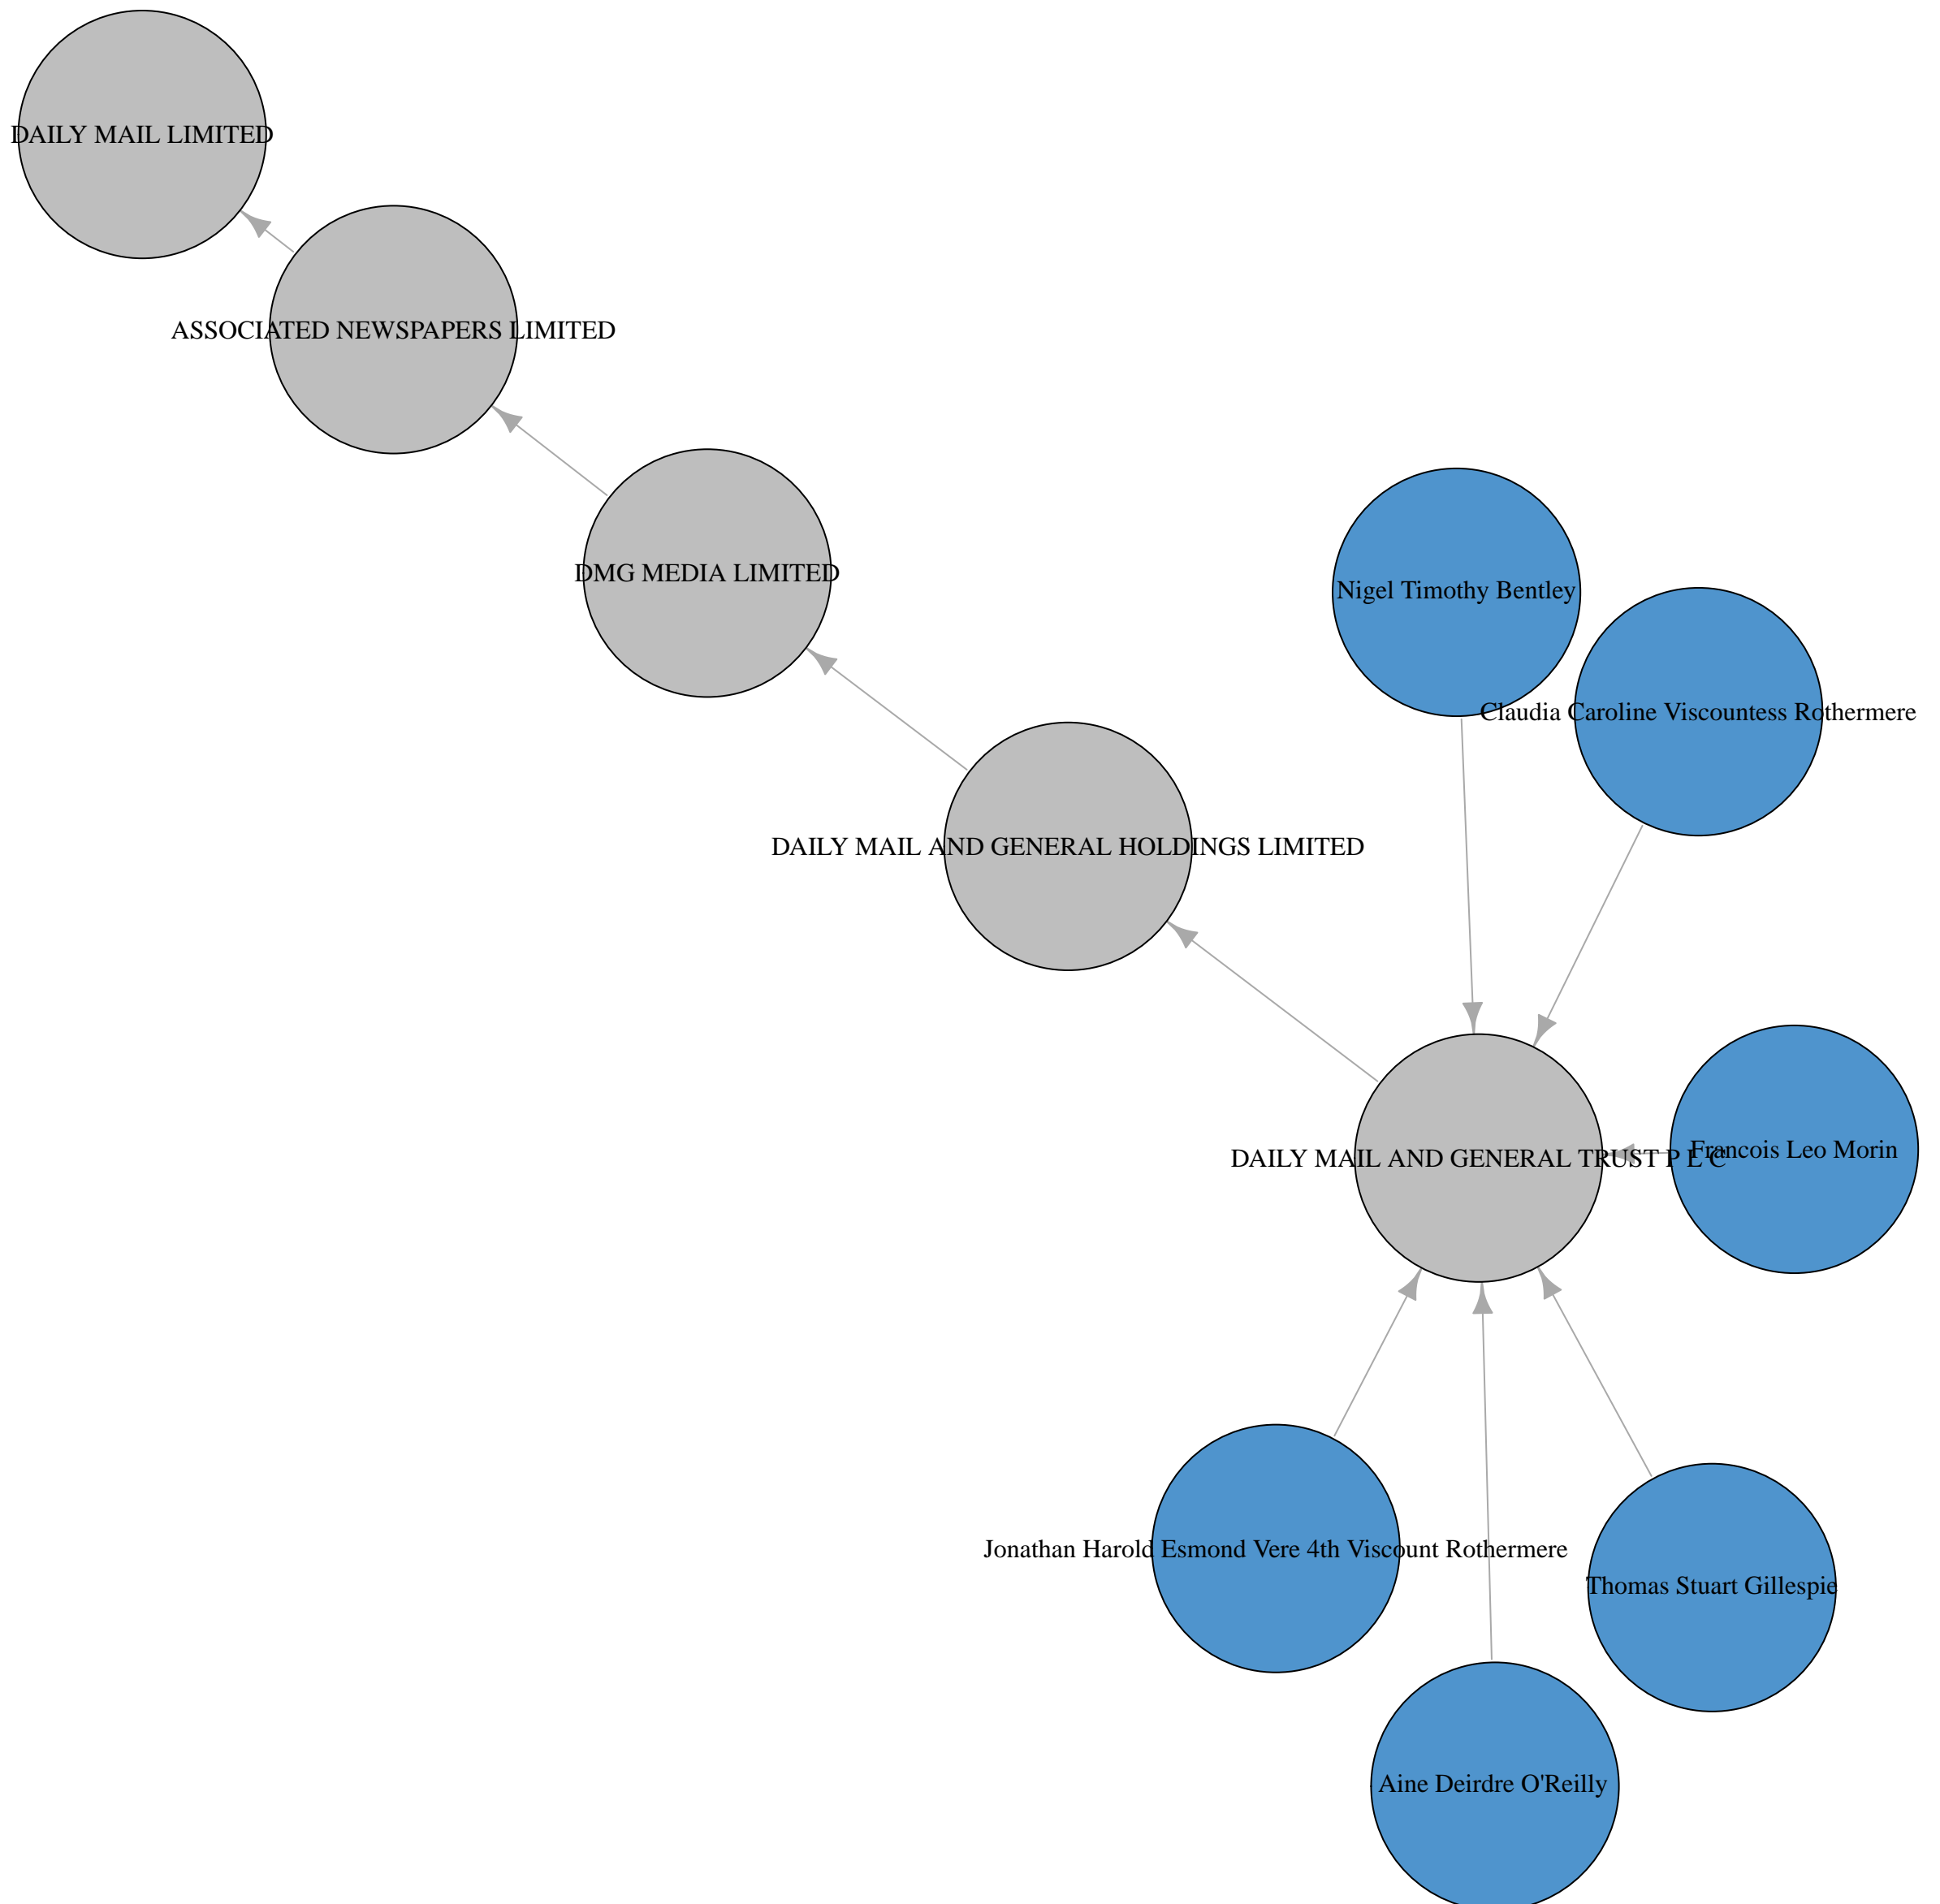 DAILY MAIL LIMITED
ASSOCIATED NEWSPAPERS LIMITED
DMG MEDIA LIMITED
Nigel Timothy Bentley
Claudia Caroline Viscountess Rothermere
DAILY MAIL AND GENERAL HOLDINGS LIMITED
DAILY MAIL AND GENERAL TRUST P L C
Francois Leo Morin
Jonathan Harold Esmond Vere 4th Viscount Rothermere
Thomas Stuart Gillespie
Aine Deirdre O'Reilly